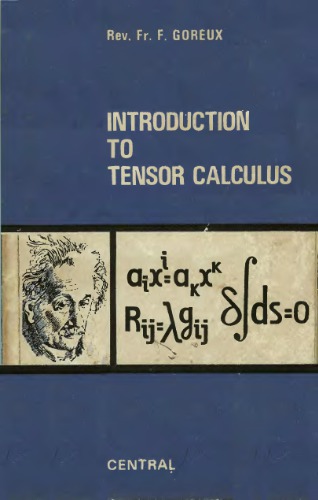 Rev. Fr. F. GOREUX
INTRODUCTION
TO
TENSOR CALCULUS
aᵢxⁱ=aₖxᵏ
Rᵢⱼ=λgᵢⱼ δ∫ds=0
CENTRAL